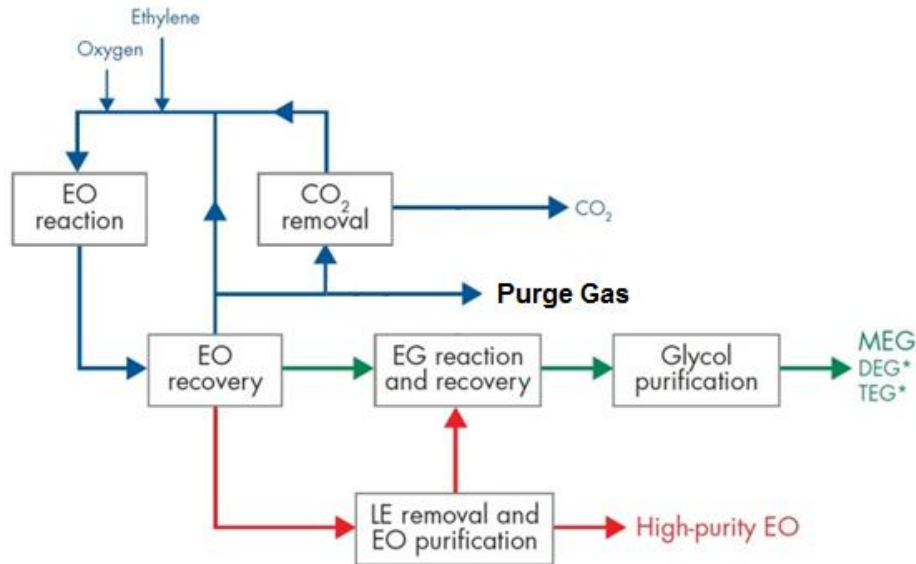 Ethylene
Oxygen
EO
reaction
CO₂
removal
CO₂
Purge Gas
EO
recovery
EG reaction
and recovery
Glycol
purification
MEG
DEG*
TEG*
LE removal and
EO purification
High-purity EO